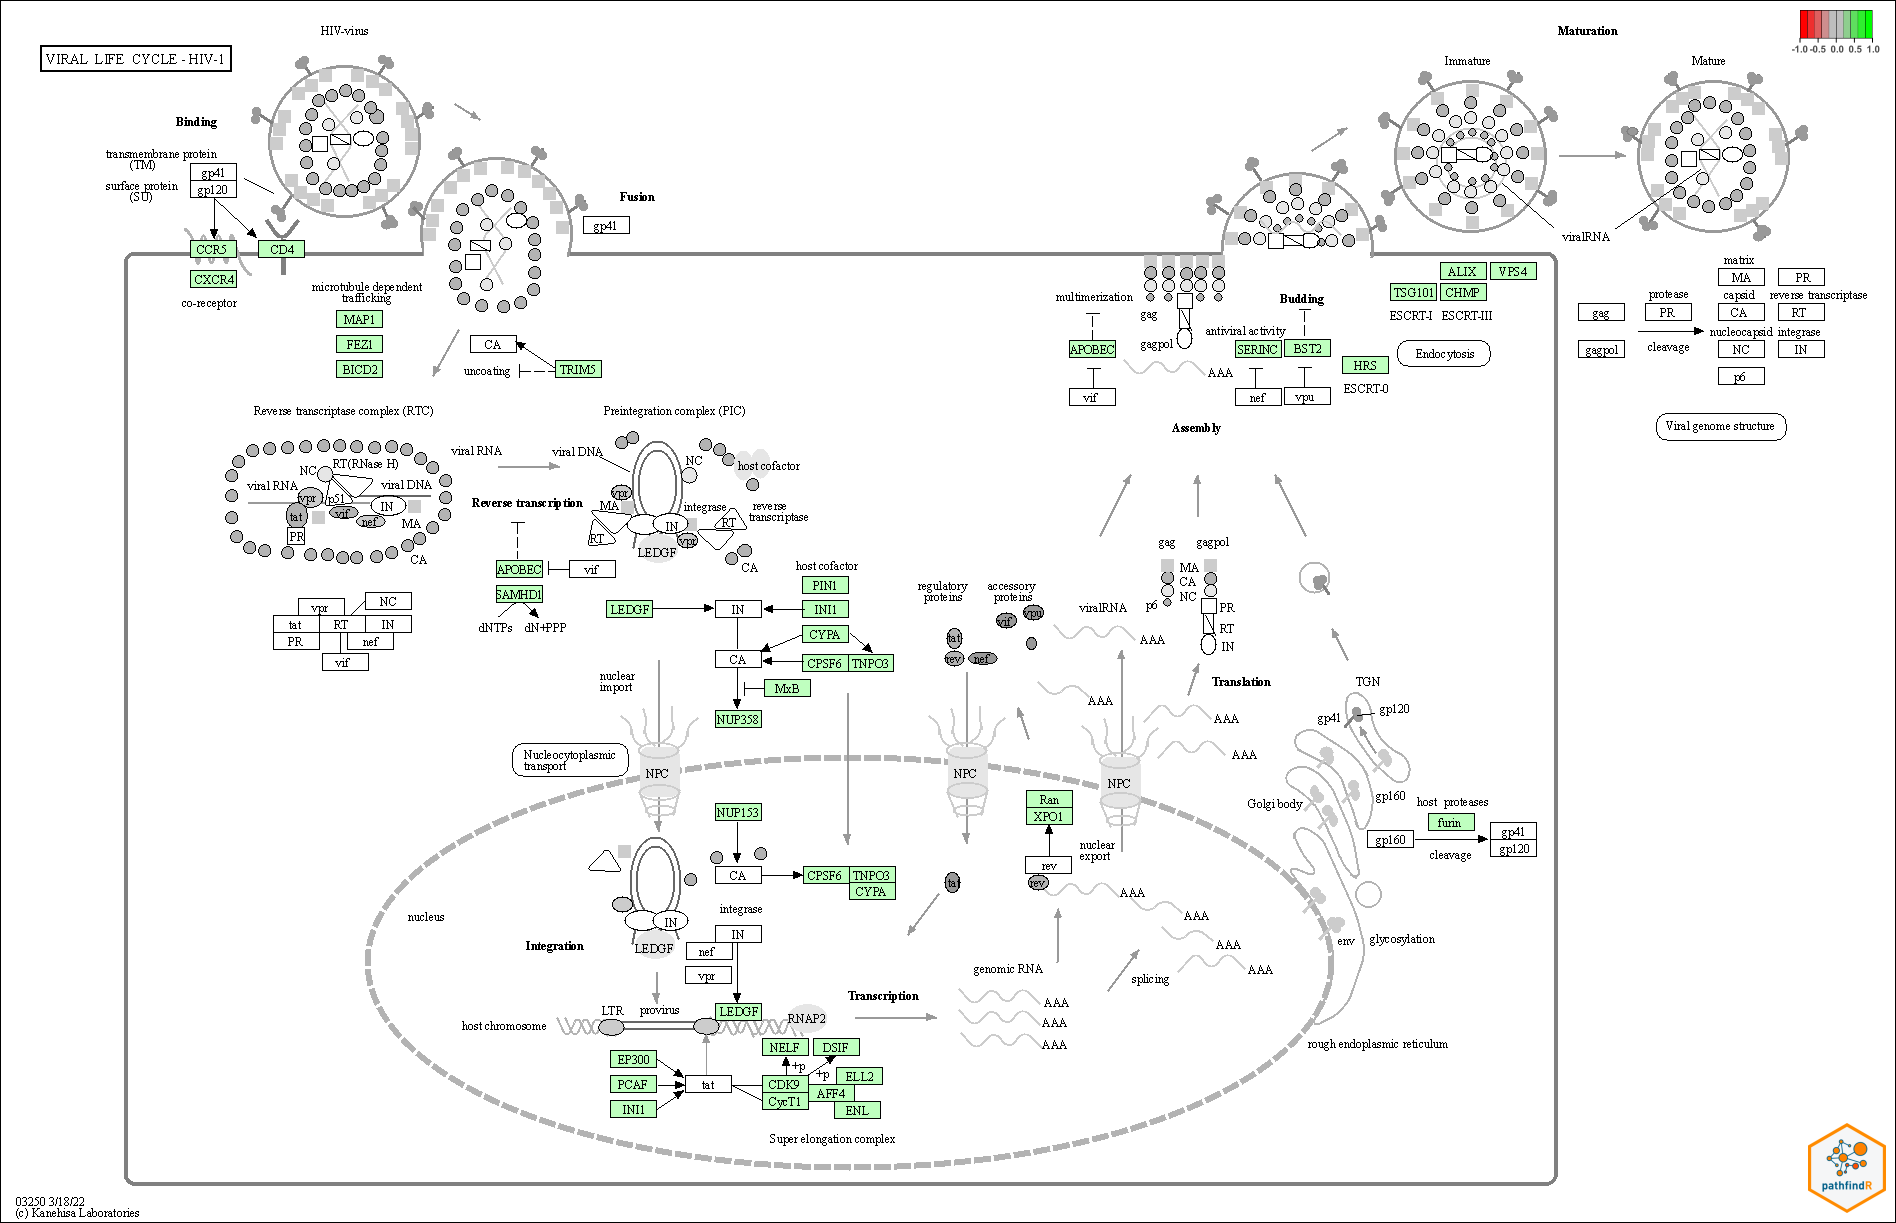 VIRAL LIFE CYCLE - HIV-1
HIV-virus
Maturation
-1.0 -0.5 0.0 0.5 1.0
Immature
Mature
Binding
transmembrane protein
(TM)
gp41
surface protein
(SU)
gp120
Fusion
gp41
CCR5
CD4
CXCR4
co-receptor
viralRNA
microtubule dependent
trafficking
MAP1
FEZ1
BICD2
CA
uncoating
TRIM5
multimerization
gag
gagpol
APOBEC
vif
AAA
Budding
antiviral activity
SERINC
BST2
nef
vpu
ALIX
VPS4
TSG101
CHMP
ESCRT-I
ESCRT-III
HRS
ESCRT-0
Endocytosis
matrix
MA
PR
protease
capsid
reverse transcriptase
gag
PR
CA
RT
nucleocapsid
integrase
gagpol
cleavage
NC
IN
p6
Viral genome structure
Assembly
Reverse transcriptase complex (RTC)
Preintegration complex (PIC)
viral RNA
viral DNA
NC
RT(RNase H)
viral RNA
viral DNA
vpr
p51
IN
tat
vif
nef
MA
PR
CA
Reverse transcription
NC
host cofactor
vpr
MA
integrase
reverse
transcriptase
IN
RT
RT
vpr
LEDGF
CA
APOBEC
vif
SAMHD1
dNTPs
dN+PPP
host cofactor
PIN1
LEDGF
IN
INI1
CYPA
CA
CPSF6
TNPO3
MxB
NUP358
vpr
NC
tat
RT
IN
PR
nef
vif
nuclear
import
regulatory
proteins
accessory
proteins
tat
rev
nef
vif
vpu
viralRNA
AAA
gag
gagpol
MA
CA
NC
p6
PR
RT
IN
AAA
Translation
AAA
AAA
TGN
gp41
gp120
Nucleocytoplasmic
transport
NPC
NPC
NPC
Golgi body
gp160
host proteases
furin
gp160
gp41
gp120
cleavage
NUP153
Ran
XPO1
nuclear
export
rev
rev
CA
CPSF6
TNPO3
CYPA
tat
AAA
AAA
AAA
AAA
nucleus
Integration
IN
LEDGF
integrase
IN
nef
vpr
env
glycosylation
genomic RNA
splicing
Transcription
LTR
provirus
LEDGF
RNAP2
host chromosome
AAA
AAA
AAA
rough endoplasmic reticulum
EP300
PCAF
INI1
tat
NELF
DSIF
+p
+p
CDK9
CycT1
ELL2
AFF4
ENL
Super elongation complex
pathfindR
03250 3/18/22
(c) Kanehisa Laboratories